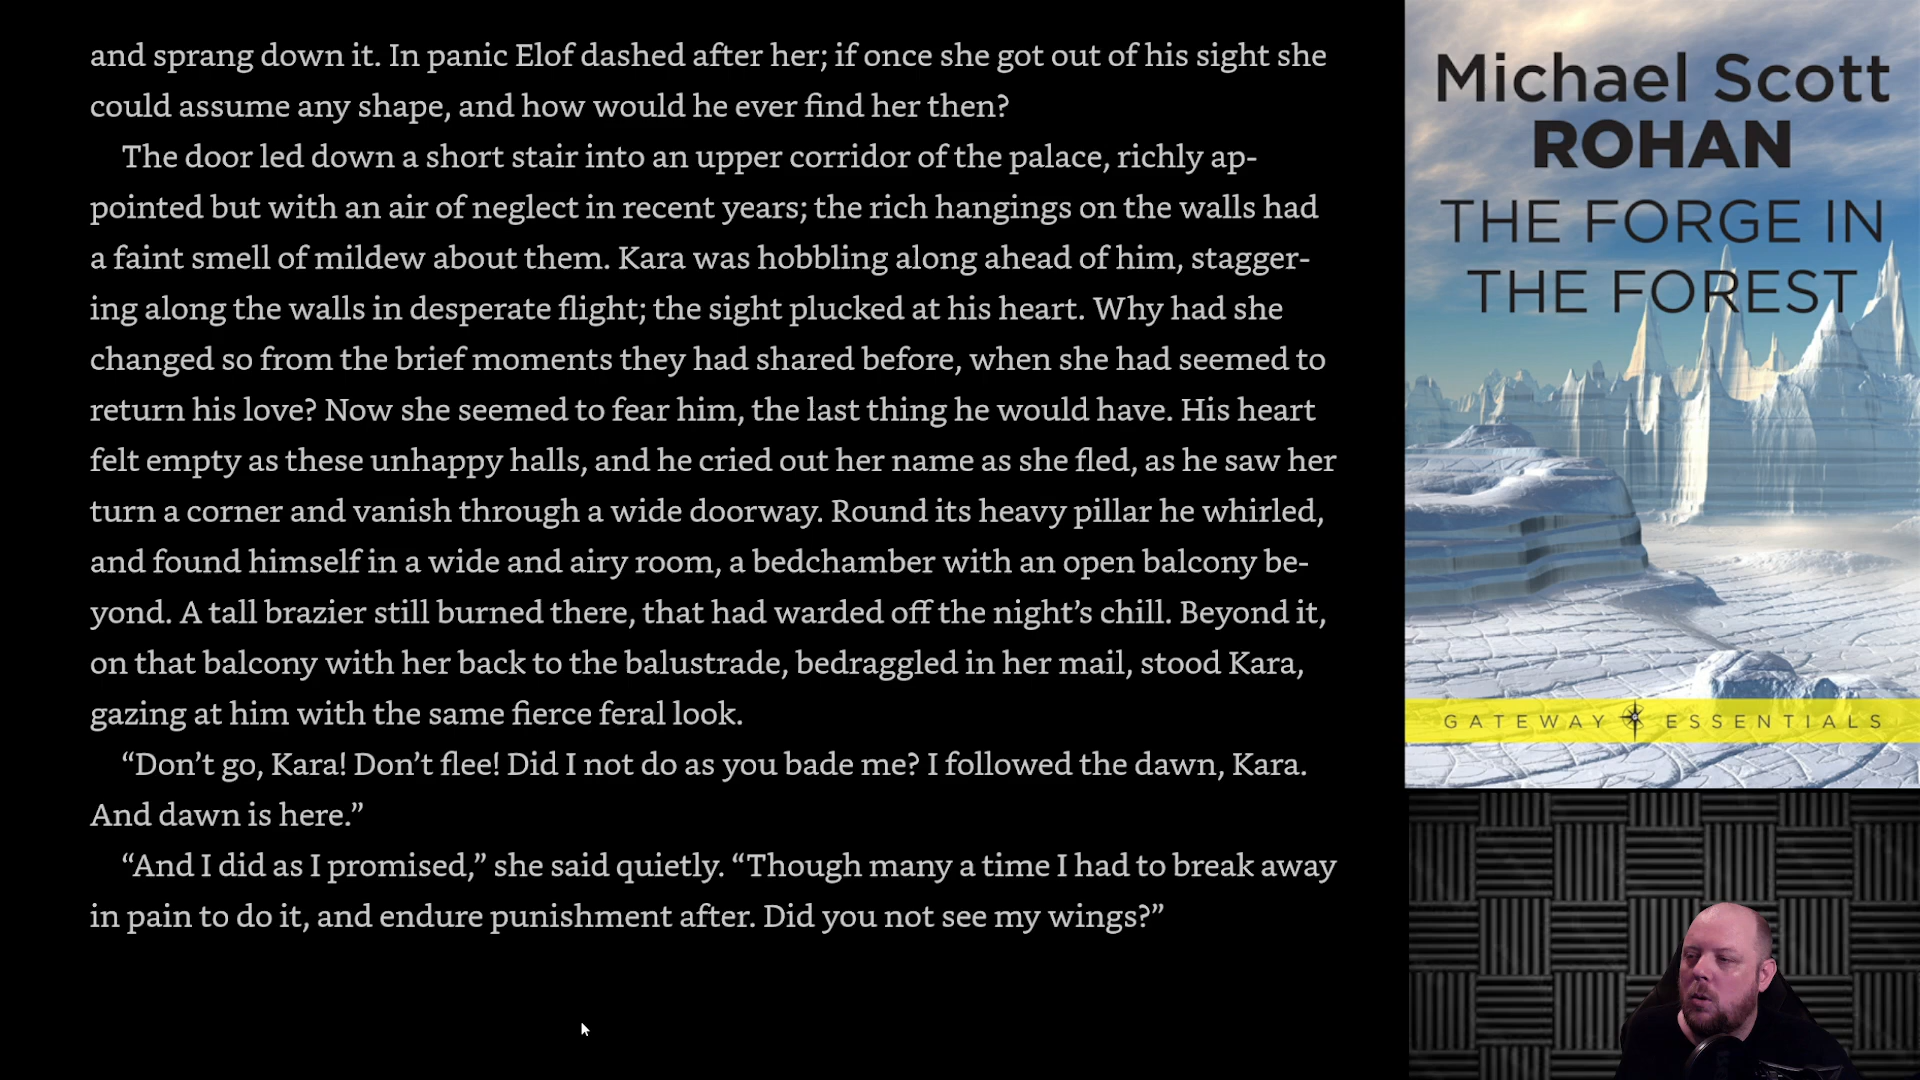 and sprang down it. In panic Elof dashed after her; if once she got out of his sight she
could assume any shape, and how would he ever find her then?
The door led down a short stair into an upper corridor of the palace, richly ap-
pointed but with an air of neglect in recent years; the rich hangings on the walls had
a faint smell of mildew about them. Kara was hobbling along ahead of him, stagger-
ing along the walls in desperate flight; the sight plucked at his heart. Why had she
changed so from the brief moments they had shared before, when she had seemed to
return his love? Now she seemed to fear him, the last thing he would have. His heart
felt empty as these unhappy halls, and he cried out her name as she fled, as he saw her
turn a corner and vanish through a wide doorway. Round its heavy pillar he whirled,
and found himself in a wide and airy room, a bedchamber with an open balcony be-
yond. A tall brazier still burned there, that had warded off the night’s chill. Beyond it,
on that balcony with her back to the balustrade, bedraggled in her mail, stood Kara,
gazing at him with the same fierce feral look.
“Don’t go, Kara! Don’t flee! Did I not do as you bade me? I followed the dawn, Kara.
And dawn is here.”
“And I did as I promised,” she said quietly. “Though many a time I had to break away
in pain to do it, and endure punishment after. Did you not see my wings?”
Michael Scott
ROHAN
THE FORGE IN
THE FOREST
GATEWAY ESSENTIALS